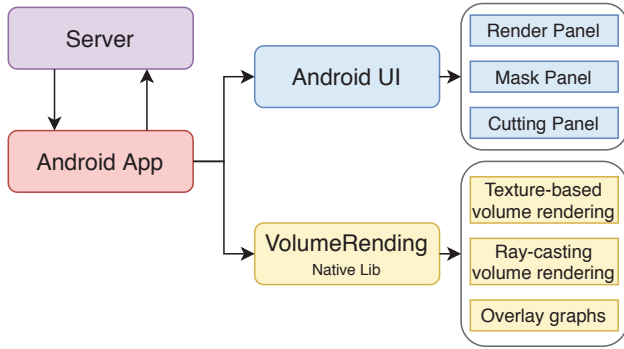 Server
Android App
Android UI
VolumeRending
Native Lib
Render Panel
Mask Panel
Cutting Panel
Texture-based
volume rendering
Ray-casting
volume rendering
Overlay graphs